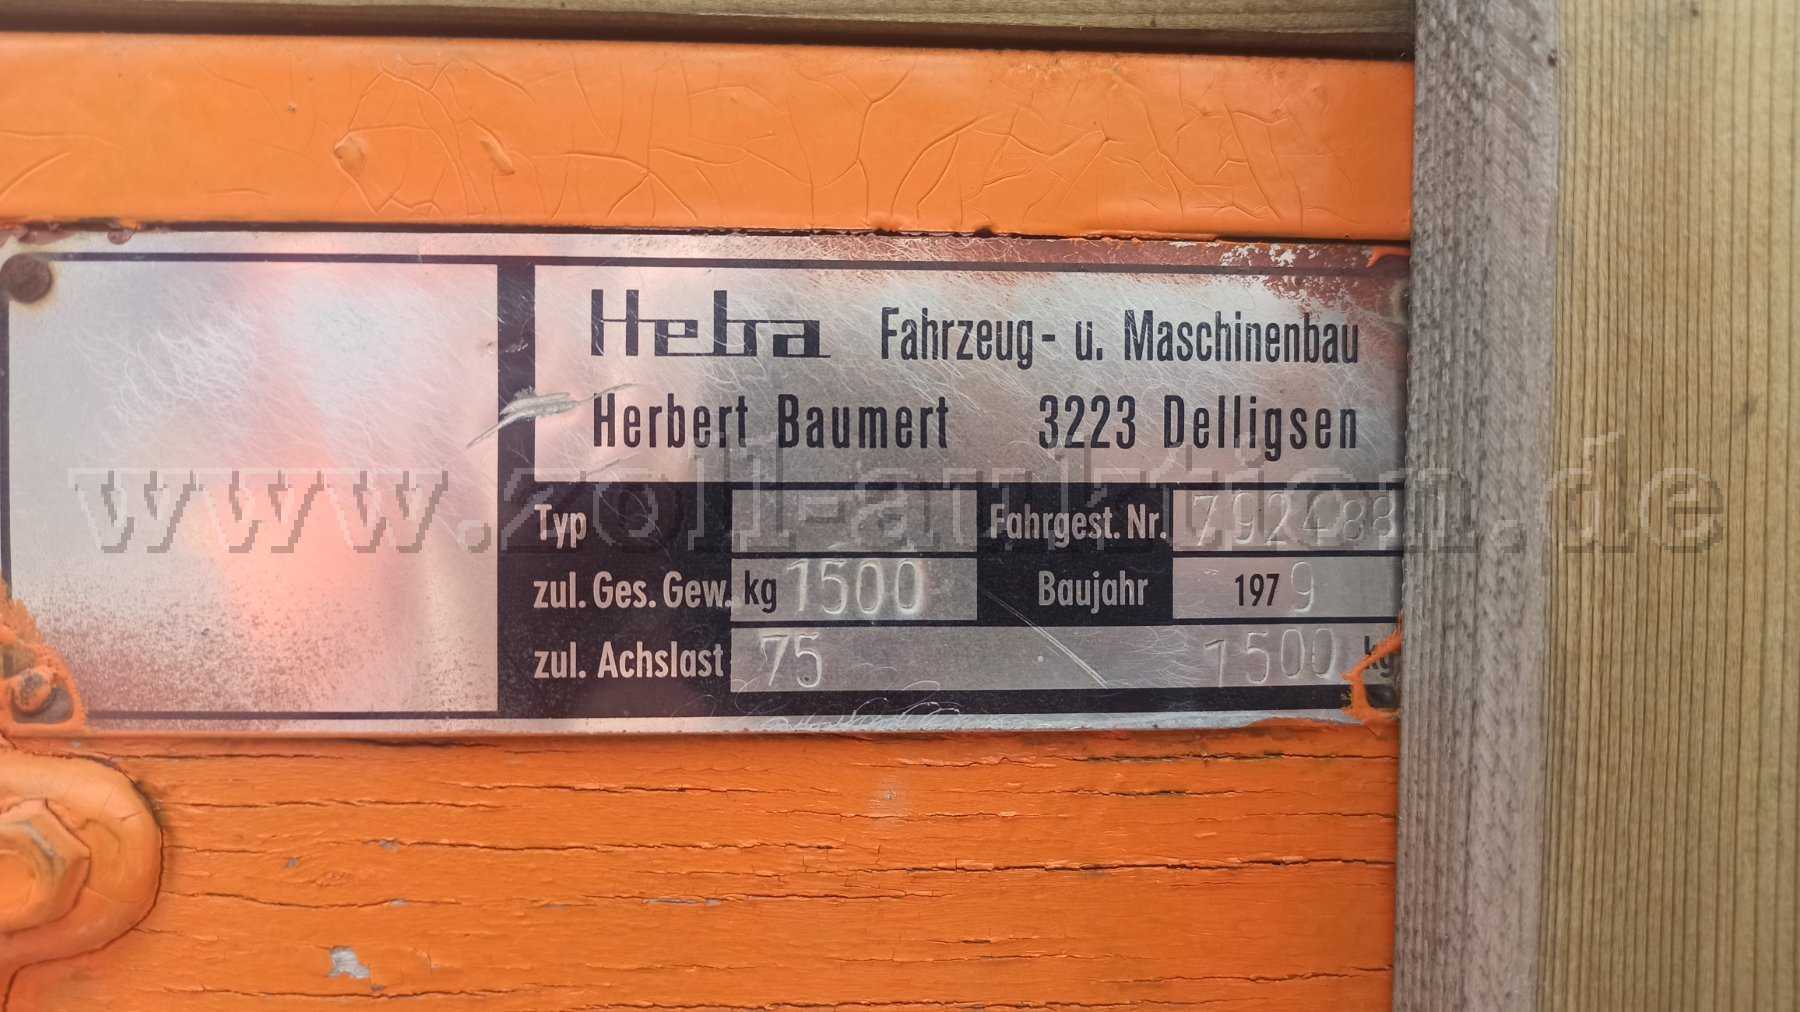 Heba Fahrzeug- u. Maschinenbau
Herbert Baumert 3223 Delligsen
www.zoll-auktion.de
Typ Fahrgest. Nr. 792488
zul. Ges. Gew. kg 1500 Baujahr 1979
zul. Achslast 75 1500 kg